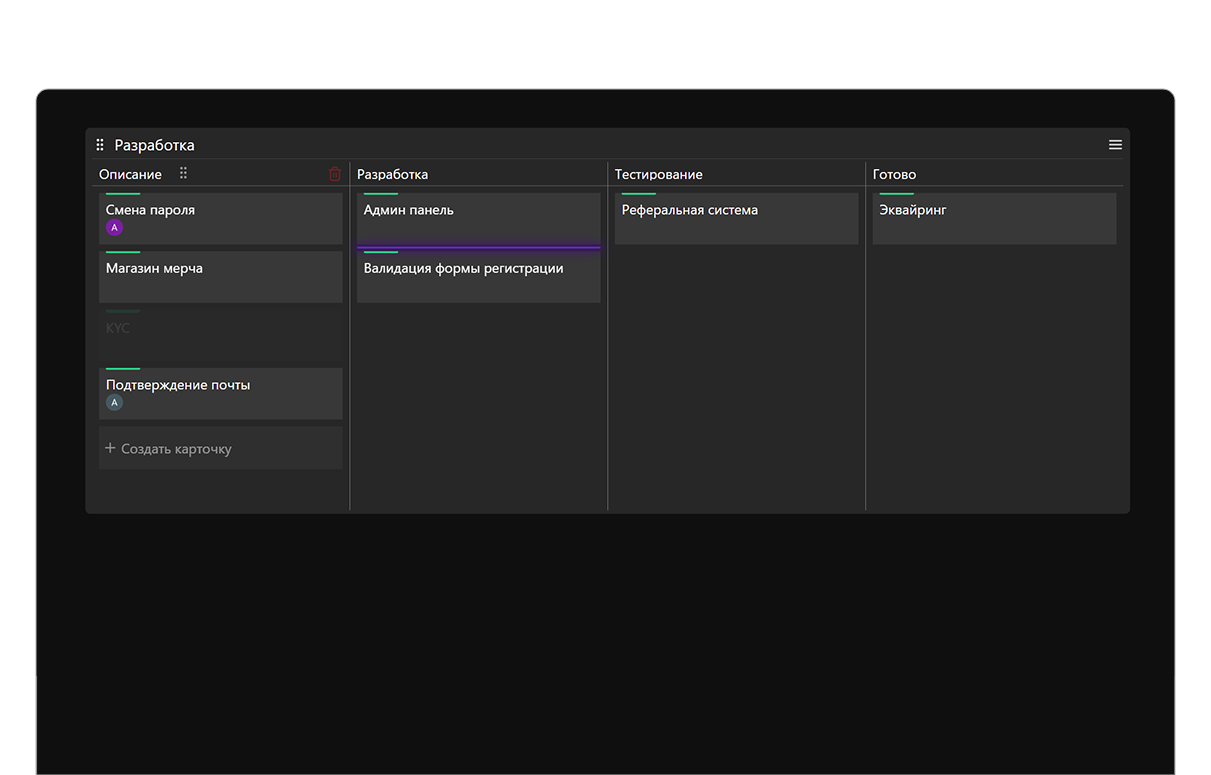 Разработка
Описание
Смена пароля
А
Магазин мерча
KYC
Подтверждение почты
А
Создать карточку
Разработка
Админ панель
Валидация формы регистрации
Тестирование
Реферальная система
Готово
Эквайринг